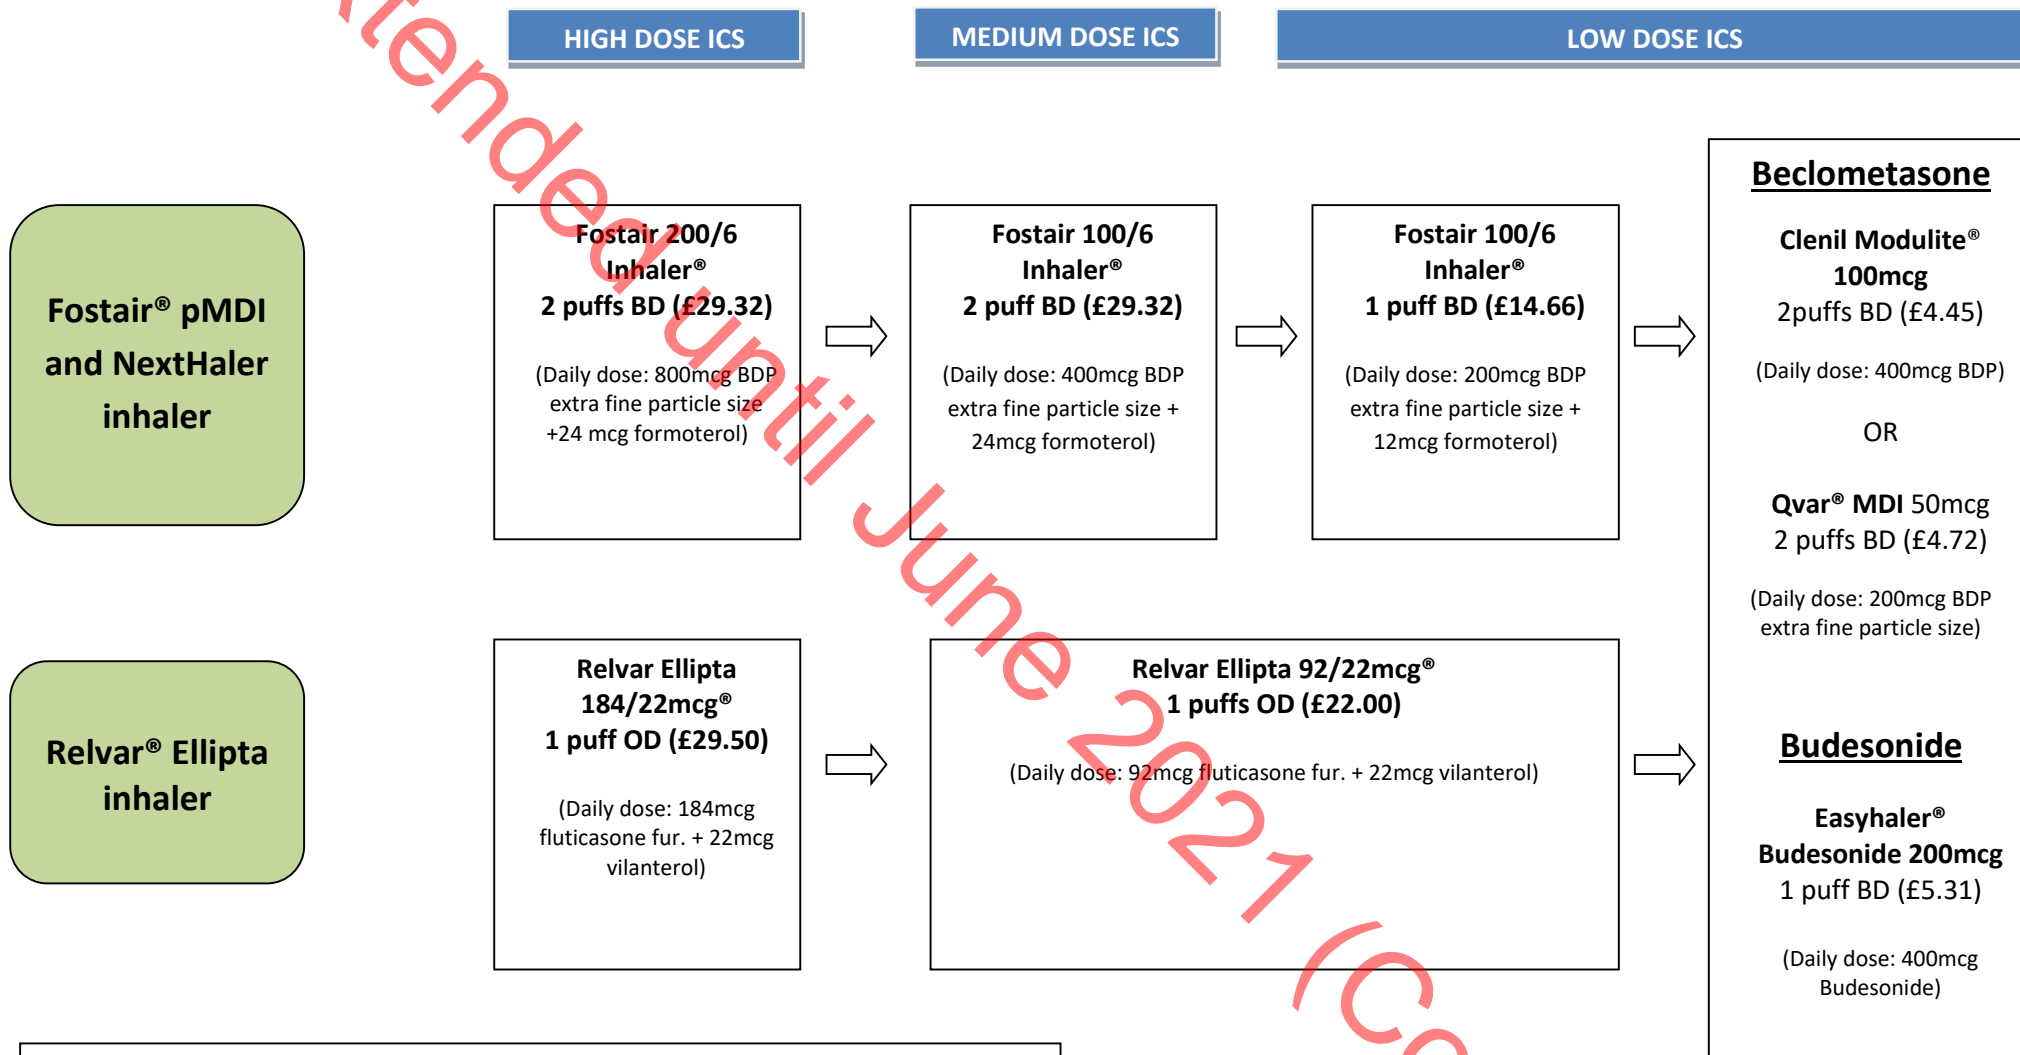 HIGH DOSE ICS
MEDIUM DOSE ICS
LOW DOSE ICS
Fostair® pMDI
and NextHaler
inhaler
Fostair 200/6
Inhaler®
2 puffs BD (£29.32)
(Daily dose: 800mcg BDP
extra fine particle size
+24 mcg formoterol)
Fostair 100/6
Inhaler®
2 puff BD (£29.32)
(Daily dose: 400mcg BDP
extra fine particle size +
24mcg formoterol)
Fostair 100/6
Inhaler®
1 puff BD (£14.66)
(Daily dose: 200mcg BDP
extra fine particle size +
12mcg formoterol)
Beclometasone
Clenil Modulite®
100mcg
2puffs BD (£4.45)
(Daily dose: 400mcg BDP)
OR
Qvar® MDI 50mcg
2 puffs BD (£4.72)
(Daily dose: 200mcg BDP
extra fine particle size)
Relvar® Ellipta
inhaler
Relvar Ellipta
184/22mcg®
1 puff OD (£29.50)
(Daily dose: 184mcg
fluticasone fur. + 22mcg
vilanterol)
Relvar Ellipta 92/22mcg®
1 puffs OD (£22.00)
(Daily dose: 92mcg fluticasone fur. + 22mcg vilanterol)
Budesonide
Easyhaler®
Budesonide 200mcg
1 puff BD (£5.31)
(Daily dose: 400mcg
Budesonide)
xtended until June 2021 (Co